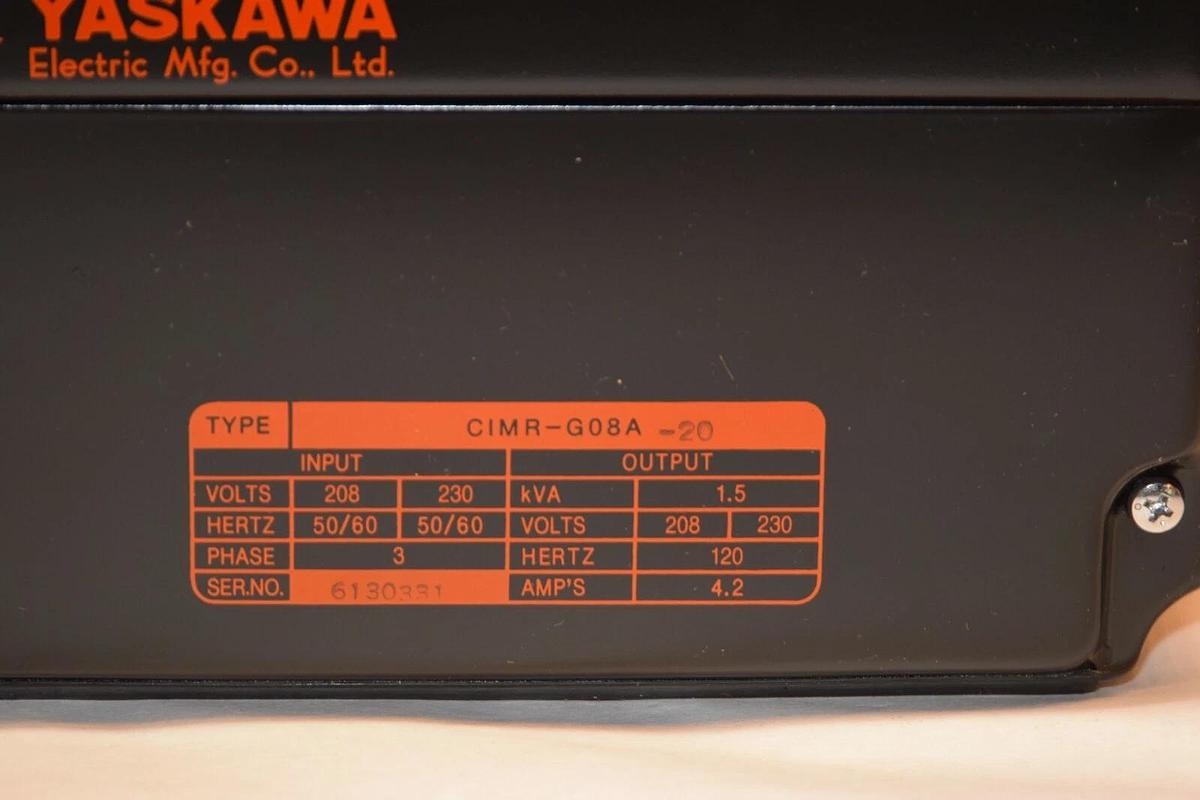 YASKAWA
Electric Mfg. Co., Ltd.
TYPE CIMR-G08A -20
INPUT OUTPUT
VOLTS 208 230 kVA 1.5
HERTZ 50/60 50/60 VOLTS 208 230
PHASE 3 HERTZ 120
SER.NO. 6130331 AMP'S 4.2